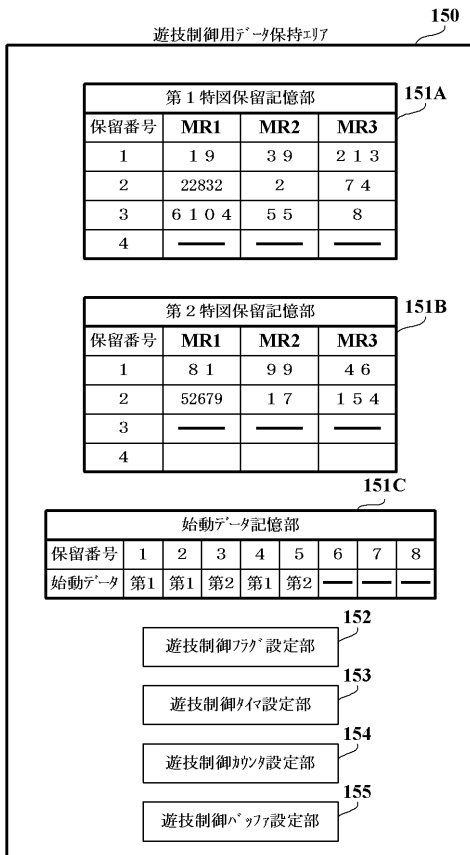 150
遊技制御用データ保持エリア
151A
第1特図保留記憶部
保留番号 MR1 MR2 MR3
1 19 39 213
2 22832 2 74
3 6104 55 8
4 ― ― ―
151B
第2特図保留記憶部
保留番号 MR1 MR2 MR3
1 81 99 46
2 52679 17 154
3 ― ― ―
4
151C
始動データ記憶部
保留番号 1 2 3 4 5 6 7 8
始動データ 第1 第1 第2 第1 第2 ― ― ―
152
遊技制御フラグ設定部
153
遊技制御タイマ設定部
154
遊技制御カウンタ設定部
155
遊技制御バッファ設定部